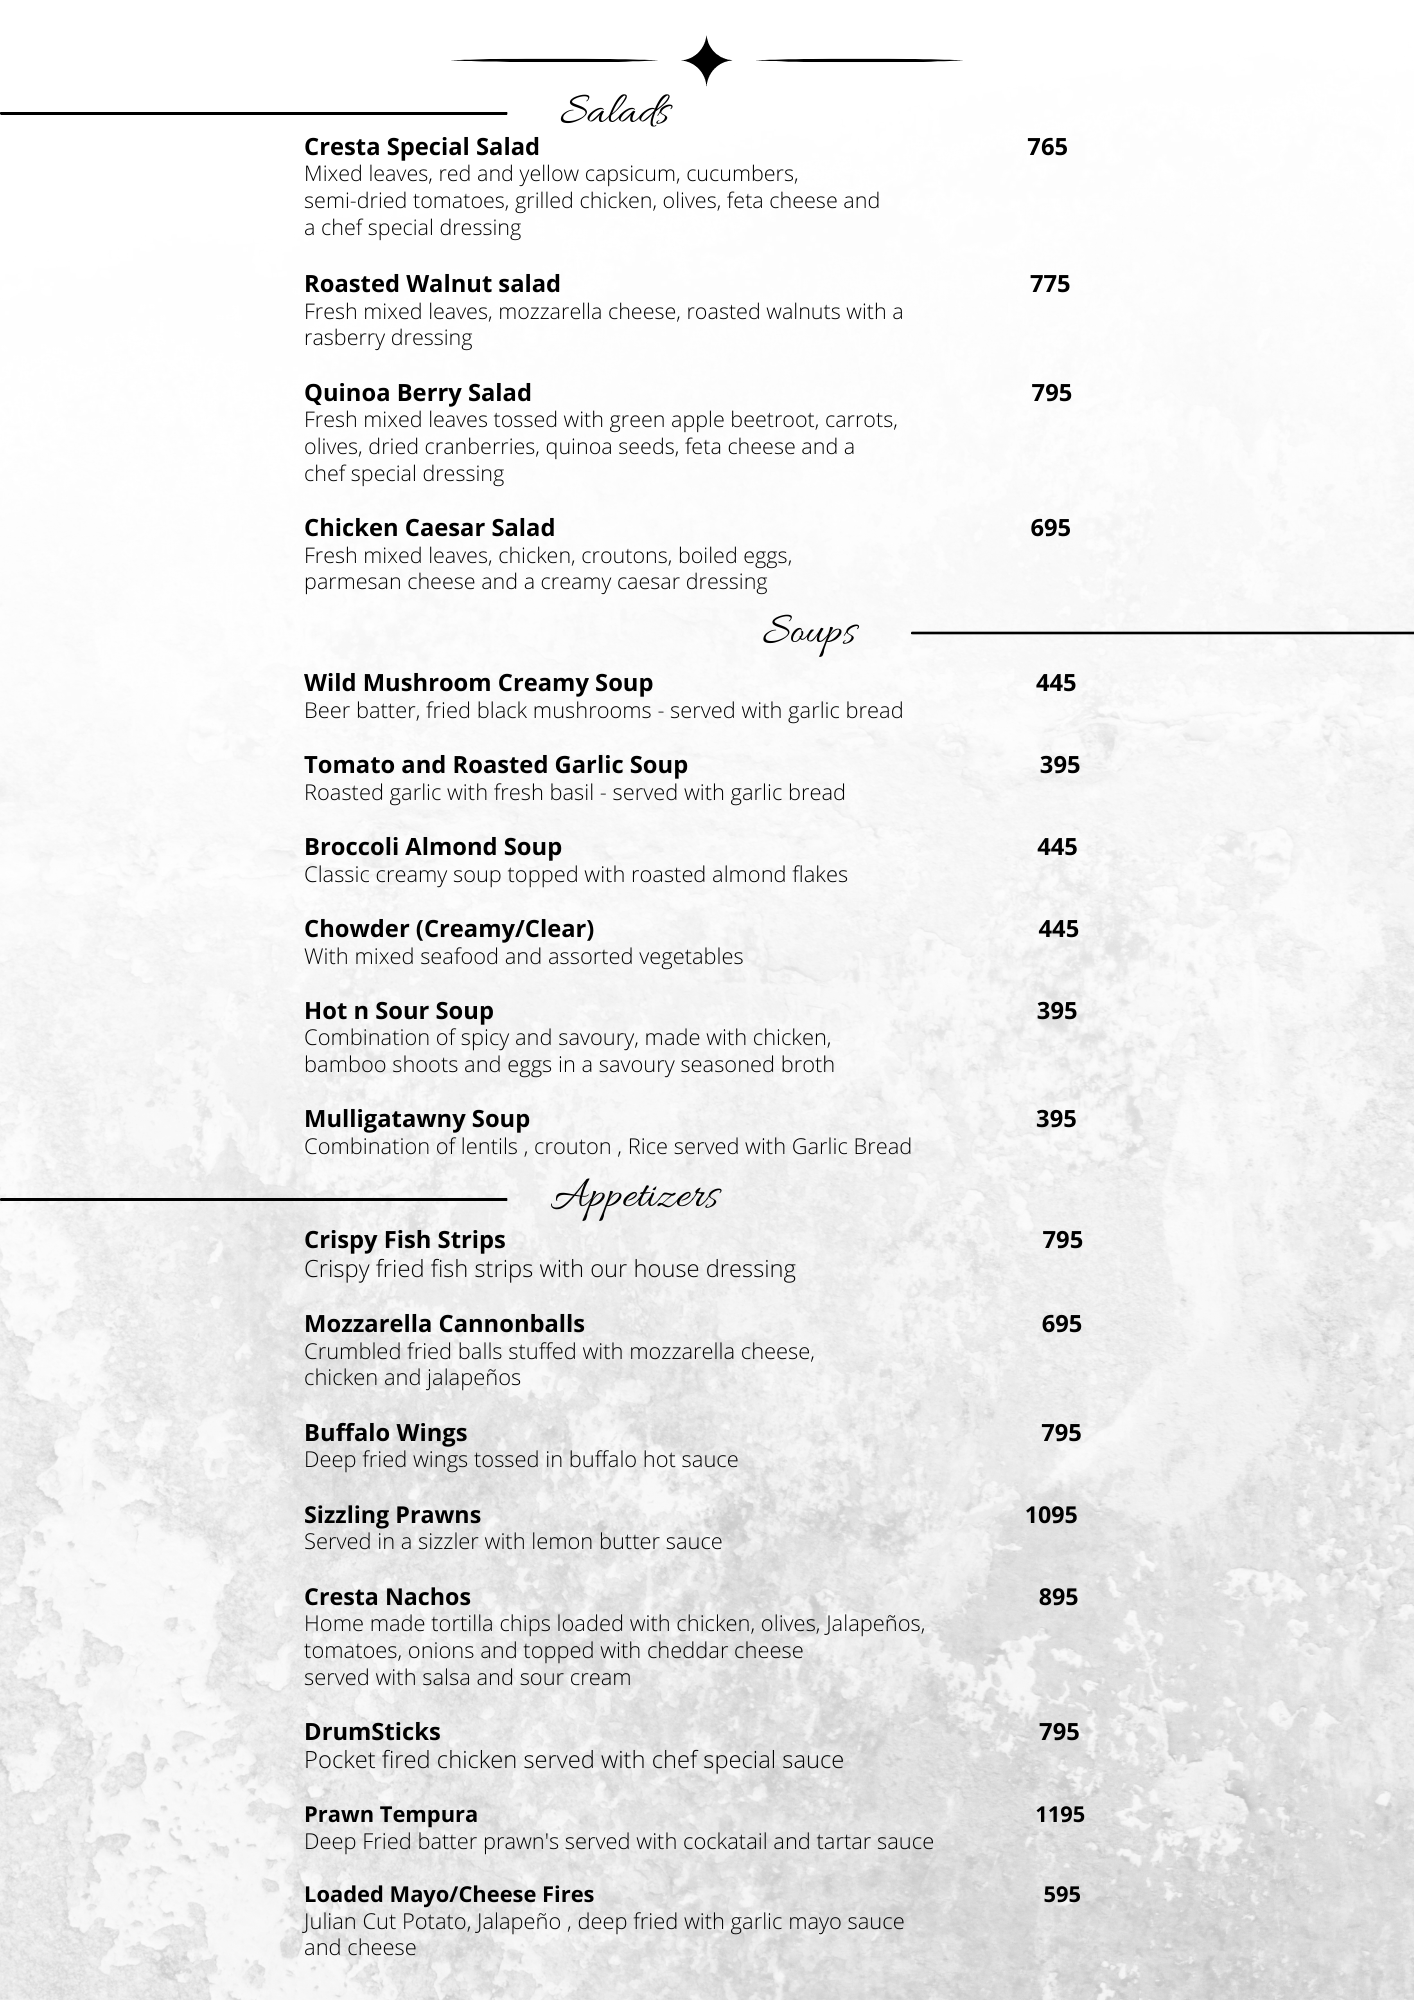 Salads
Cresta Special Salad 765
Mixed leaves, red and yellow capsicum, cucumbers,
semi-dried tomatoes, grilled chicken, olives, feta cheese and
a chef special dressing
Roasted Walnut salad 775
Fresh mixed leaves, mozzarella cheese, roasted walnuts with a
rasberry dressing
Quinoa Berry Salad 795
Fresh mixed leaves tossed with green apple beetroot, carrots,
olives, dried cranberries, quinoa seeds, feta cheese and a
chef special dressing
Chicken Caesar Salad 695
Fresh mixed leaves, chicken, croutons, boiled eggs,
parmesan cheese and a creamy caesar dressing
Soups
Wild Mushroom Creamy Soup 445
Beer batter, fried black mushrooms - served with garlic bread
Tomato and Roasted Garlic Soup 395
Roasted garlic with fresh basil - served with garlic bread
Broccoli Almond Soup 445
Classic creamy soup topped with roasted almond flakes
Chowder (Creamy/Clear) 445
With mixed seafood and assorted vegetables
Hot n Sour Soup 395
Combination of spicy and savoury, made with chicken,
bamboo shoots and eggs in a savoury seasoned broth
Mulligatawny Soup 395
Combination of lentils , crouton , Rice served with Garlic Bread
Appetizers
Crispy Fish Strips 795
Crispy fried fish strips with our house dressing
Mozzarella Cannonballs 695
Crumbled fried balls stuffed with mozzarella cheese,
chicken and jalapeños
Buffalo Wings 795
Deep fried wings tossed in buffalo hot sauce
Sizzling Prawns 1095
Served in a sizzler with lemon butter sauce
Cresta Nachos 895
Home made tortilla chips loaded with chicken, olives, Jalapeños,
tomatoes, onions and topped with cheddar cheese
served with salsa and sour cream
DrumSticks 795
Pocket fired chicken served with chef special sauce
Prawn Tempura 1195
Deep Fried batter prawn's served with cockatail and tartar sauce
Loaded Mayo/Cheese Fires 595
Julian Cut Potato, Jalapeño , deep fried with garlic mayo sauce
and cheese